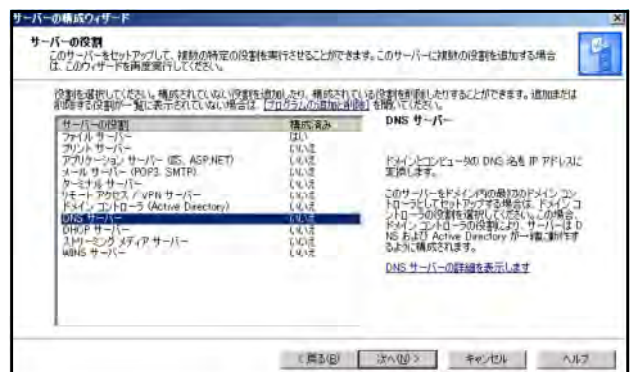 サーバーの構成ウィザード
サーバーの役割
このサーバーをセットアップして、複数の特定の役割を実行させることができます。このサーバーに複数の役割を追加する場合
は、このウィザードを再度実行してください。
役割を選択してください。構成されていない役割を追加したり、構成されている役割を削除したりすることができます。追加または
削除する役割が一覧に表示されていない場合は、[プログラムの追加と削除] を開いてください。
サーバーの役割 構成済み
ファイル サーバー はい
プリント サーバー いいえ
アプリケーション サーバー (IIS、ASP.NET) いいえ
メール サーバー (POP3、SMTP) いいえ
ターミナル サーバー いいえ
リモート アクセス / VPN サーバー いいえ
ドメイン コントローラ (Active Directory) いいえ
DNS サーバー いいえ
DHCP サーバー いいえ
ストリーミング メディア サーバー いいえ
WINS サーバー いいえ
DNS サーバー
ドメインとコンピュータの DNS 名を IP アドレスに
変換します。
このサーバーをドメイン内の最初のドメイン コン
トローラとしてセットアップする場合は、ドメイン コ
ントローラの役割を選択してください。この場合、
ドメイン コントローラの役割により、サーバーは D
NS および Active Directory が一緒に動作す
るように構成されます。
DNS サーバーの詳細を表示します
< 戻る(B)
次へ(N) >
キャンセル
ヘルプ